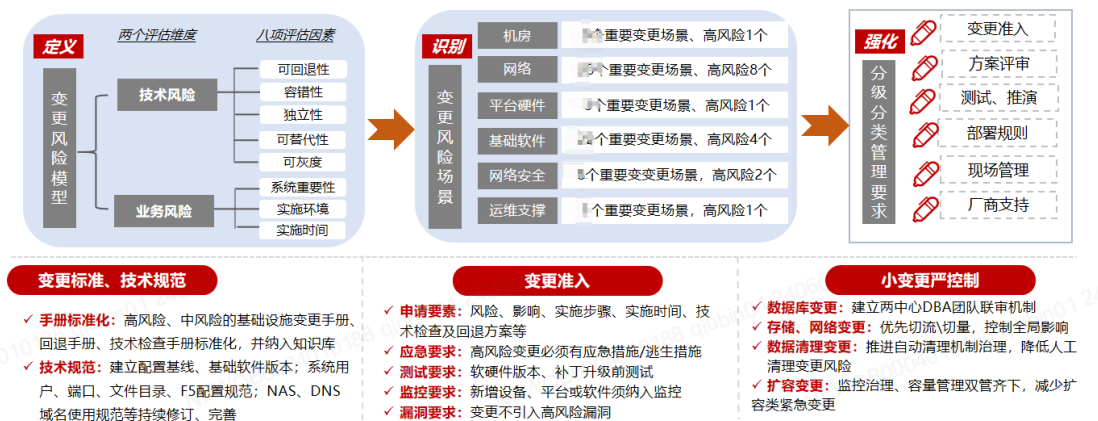 定义
两个评估维度
八项评估因素
变更风险模型
技术风险
可回退性
容错性
独立性
可替代性
可灰度
业务风险
系统重要性
实施环境
实施时间
识别
变更风险场景
机房
个重要变更场景、高风险1个
网络
个重要变更场景、高风险8个
平台硬件
个重要变更场景、高风险1个
基础软件
个重要变更场景、高风险4个
网络安全
个重要变变更场景，高风险2个
运维支撑
个重要变更场景，高风险1个
强化
分级分类管理要求
变更准入
方案评审
测试、推演
部署规则
现场管理
厂商支持
变更标准、技术规范
手册标准化：高风险、中风险的基础设施变更手册、
回退手册、技术检查手册标准化，并纳入知识库
技术规范：建立配置基线、基础软件版本；系统用
户、端口、文件目录、F5配置规范；NAS、DNS
域名使用规范等持续修订、完善
变更准入
申请要素：风险、影响、实施步骤、实施时间、技
术检查及回退方案等
应急要求：高风险变更必须有应急措施/逃生措施
测试要求：软硬件版本、补丁升级前测试
监控要求：新增设备、平台或软件须纳入监控
漏洞要求：变更不引入高风险漏洞
小变更严控制
数据库变更：建立两中心DBA团队联审机制
存储、网络变更：优先切流\切量，控制全局影响
数据清理变更：推进自动清理机制治理，降低人工
清理变更风险
扩容变更：监控治理、容量管理双管齐下，减少扩
容类紧急变更